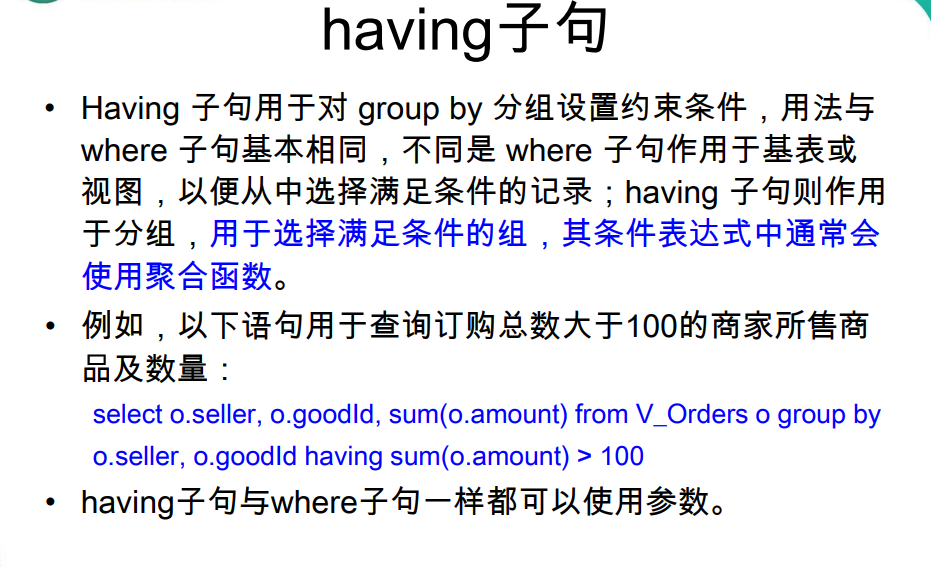 having子句
• Having 子句用于对 group by 分组设置约束条件，用法与
where 子句基本相同，不同是 where 子句作用于基表或
视图，以便从中选择满足条件的记录；having 子句则作用
于分组，用于选择满足条件的组，其条件表达式中通常会
使用聚合函数。
• 例如，以下语句用于查询订购总数大于100的商家所售商
品及数量：
select o.seller, o.goodId, sum(o.amount) from V_Orders o group by
o.seller, o.goodId having sum(o.amount) > 100
• having子句与where子句一样都可以使用参数。